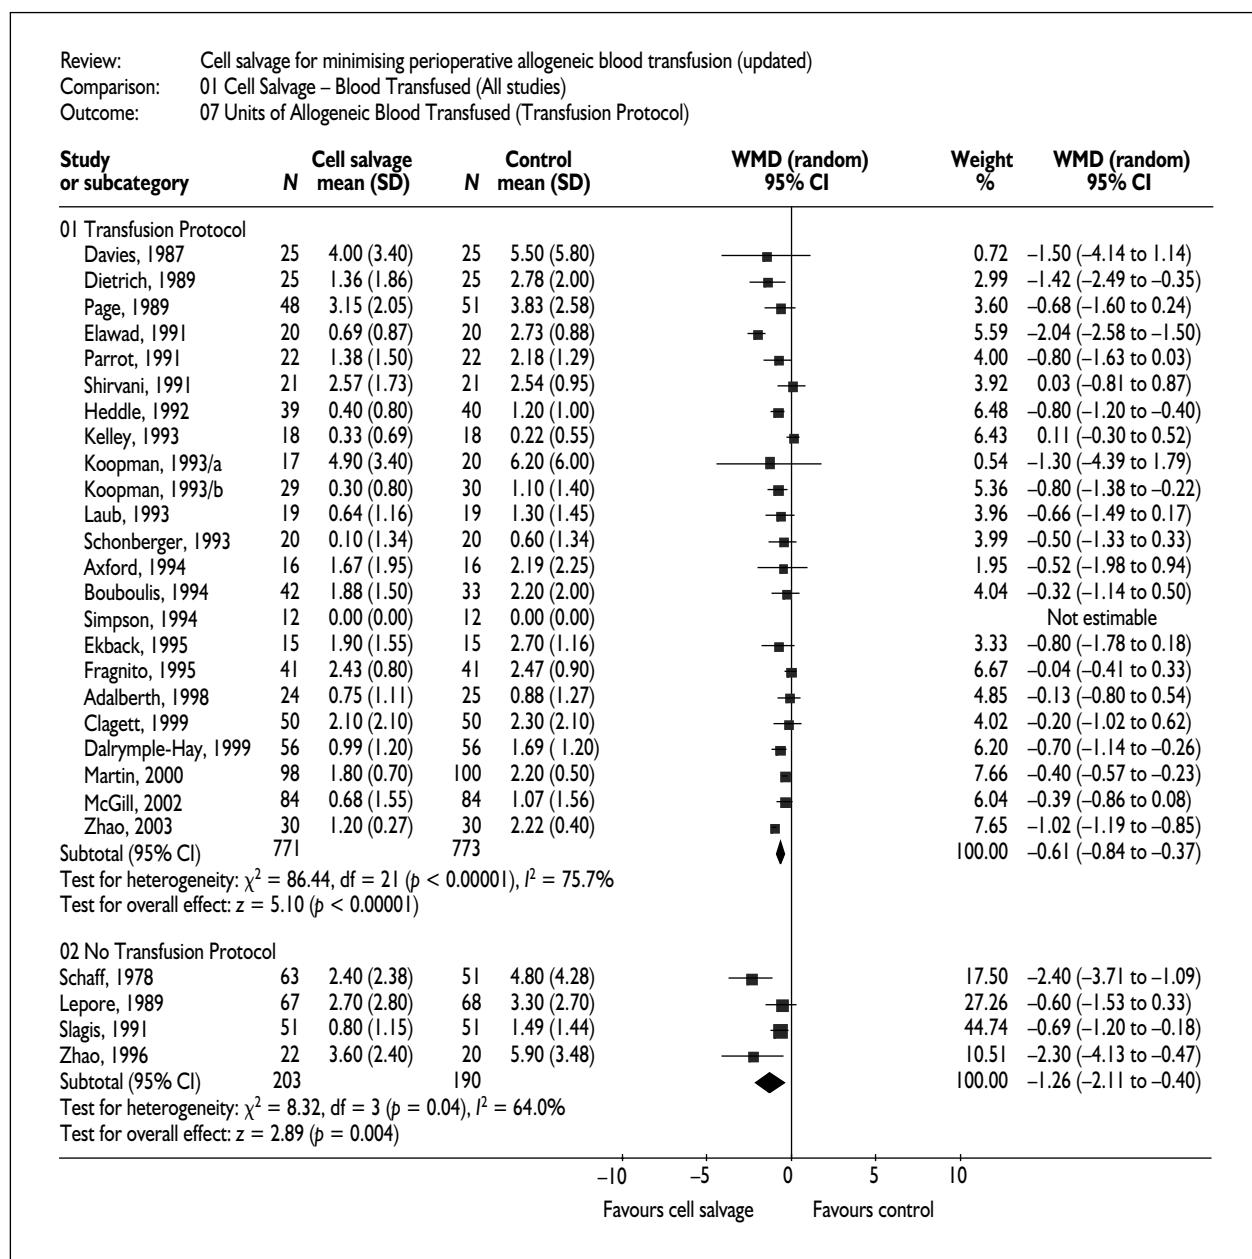 Review: Cell salvage for minimising perioperative allogeneic blood transfusion (updated)
Comparison: 01 Cell Salvage – Blood Transfused (All studies)
Outcome: 07 Units of Allogeneic Blood Transfused (Transfusion Protocol)
Study Cell salvage Control WMD (random) Weight WMD (random)
or subcategory N mean (SD) N mean (SD) 95% CI % 95% CI
01 Transfusion Protocol
Davies, 1987 25 4.00 (3.40) 25 5.50 (5.80) 0.72 –1.50 (–4.14 to 1.14)
Dietrich, 1989 25 1.36 (1.86) 25 2.78 (2.00) 2.99 –1.42 (–2.49 to –0.35)
Page, 1989 48 3.15 (2.05) 51 3.83 (2.58) 3.60 –0.68 (–1.60 to 0.24)
Elawad, 1991 20 0.69 (0.87) 20 2.73 (0.88) 5.59 –2.04 (–2.58 to –1.50)
Parrot, 1991 22 1.38 (1.50) 22 2.18 (1.29) 4.00 –0.80 (–1.63 to 0.03)
Shirvani, 1991 21 2.57 (1.73) 21 2.54 (0.95) 3.92 0.03 (–0.81 to 0.87)
Heddle, 1992 39 0.40 (0.80) 40 1.20 (1.00) 6.48 –0.80 (–1.20 to –0.40)
Kelley, 1993 18 0.33 (0.69) 18 0.22 (0.55) 6.43 0.11 (–0.30 to 0.52)
Koopman, 1993/a 17 4.90 (3.40) 20 6.20 (6.00) 0.54 –1.30 (–4.39 to 1.79)
Koopman, 1993/b 29 0.30 (0.80) 30 1.10 (1.40) 5.36 –0.80 (–1.38 to –0.22)
Laub, 1993 19 0.64 (1.16) 19 1.30 (1.45) 3.96 –0.66 (–1.49 to 0.17)
Schonberger, 1993 20 0.10 (1.34) 20 0.60 (1.34) 3.99 –0.50 (–1.33 to 0.33)
Axford, 1994 16 1.67 (1.95) 16 2.19 (2.25) 1.95 –0.52 (–1.98 to 0.94)
Bouboulis, 1994 42 1.88 (1.50) 33 2.20 (2.00) 4.04 –0.32 (–1.14 to 0.50)
Simpson, 1994 12 0.00 (0.00) 12 0.00 (0.00) Not estimable
Ekback, 1995 15 1.90 (1.55) 15 2.70 (1.16) 3.33 –0.80 (–1.78 to 0.18)
Fragnito, 1995 41 2.43 (0.80) 41 2.47 (0.90) 6.67 –0.04 (–0.41 to 0.33)
Adalberth, 1998 24 0.75 (1.11) 25 0.88 (1.27) 4.85 –0.13 (–0.80 to 0.54)
Clagett, 1999 50 2.10 (2.10) 50 2.30 (2.10) 4.02 –0.20 (–1.02 to 0.62)
Dalrymple-Hay, 1999 56 0.99 (1.20) 56 1.69 ( 1.20) 6.20 –0.70 (–1.14 to –0.26)
Martin, 2000 98 1.80 (0.70) 100 2.20 (0.50) 7.66 –0.40 (–0.57 to –0.23)
McGill, 2002 84 0.68 (1.55) 84 1.07 (1.56) 6.04 –0.39 (–0.86 to 0.08)
Zhao, 2003 30 1.20 (0.27) 30 2.22 (0.40) 7.65 –1.02 (–1.19 to –0.85)
Subtotal (95% CI) 771 773 100.00 –0.61 (–0.84 to –0.37)
Test for heterogeneity: χ² = 86.44, df = 21 (p < 0.00001), I² = 75.7%
Test for overall effect: z = 5.10 (p < 0.00001)
02 No Transfusion Protocol
Schaff, 1978 63 2.40 (2.38) 51 4.80 (4.28) 17.50 –2.40 (–3.71 to –1.09)
Lepore, 1989 67 2.70 (2.80) 68 3.30 (2.70) 27.26 –0.60 (–1.53 to 0.33)
Slagis, 1991 51 0.80 (1.15) 51 1.49 (1.44) 44.74 –0.69 (–1.20 to –0.18)
Zhao, 1996 22 3.60 (2.40) 20 5.90 (3.48) 10.51 –2.30 (–4.13 to –0.47)
Subtotal (95% CI) 203 190 100.00 –1.26 (–2.11 to –0.40)
Test for heterogeneity: χ² = 8.32, df = 3 (p = 0.04), I² = 64.0%
Test for overall effect: z = 2.89 (p = 0.004)
–10 –5 0 5 10
Favours cell salvage Favours control